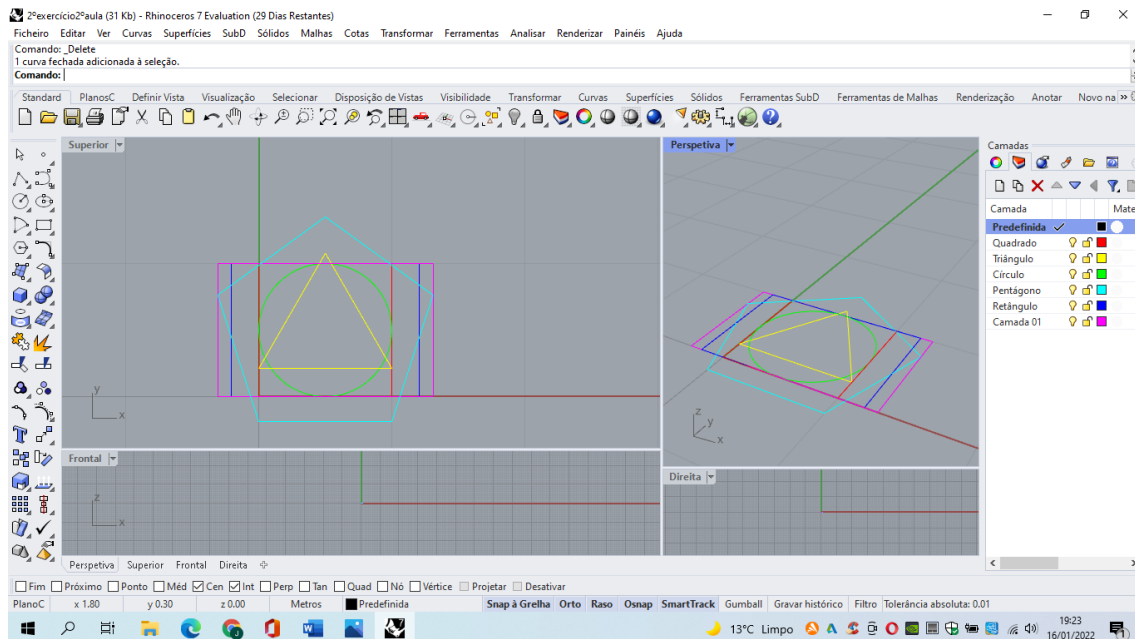 2ºexercício2ºaula (31 Kb) - Rhinoceros 7 Evaluation (29 Dias Restantes)
Ficheiro Editar Ver Curvas Superfícies SubD Sólidos Malhas Cotas Transformar Ferramentas Analisar Renderizar Painéis Ajuda
Comando: _Delete
1 curva fechada adicionada à seleção.
Comando:
Standard PlanosC Definir Vista Visualização Selecionar Disposição de Vistas Visibilidade Transformar Curvas Superfícies Sólidos Ferramentas SubD Ferramentas de Malhas Renderização Anotar Novo na »
Superior
Perspetiva
Camadas
Camada Mate
Predefinida
Quadrado
Triângulo
Círculo
Pentágono
Retângulo
Camada 01
y
x
z
y
x
Frontal
Direita
z
x
Perspetiva Superior Frontal Direita
Fim Próximo Ponto Méd Cen Int Perp Tan Quad Nó Vértice Projetar Desativar
PlanoC x 1.80 y 0.30 z 0.00 Metros Predefinida Snap à Grelha Orto Raso Osnap SmartTrack Gumball Gravar histórico Filtro Tolerância absoluta: 0.01
13°C Limpo
19:23
16/01/2022